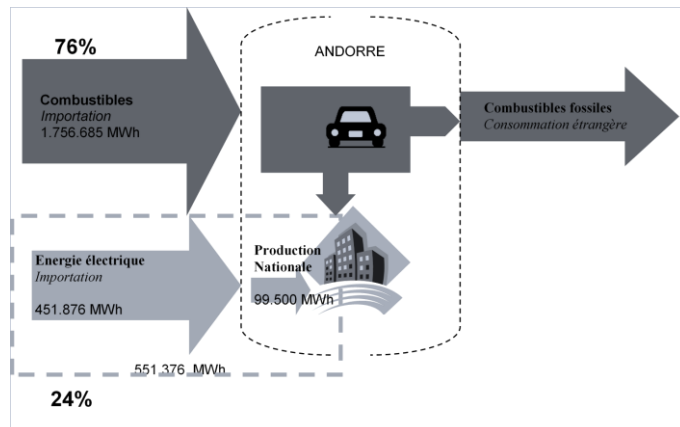 76%
ANDORRE
Combustibles
Importation
1.756.685 MWh
Combustibles fossiles
Consommation étrangère
Energie électrique
Importation
451.876 MWh
Production
Nationale
99.500 MWh
551.376 MWh
24%